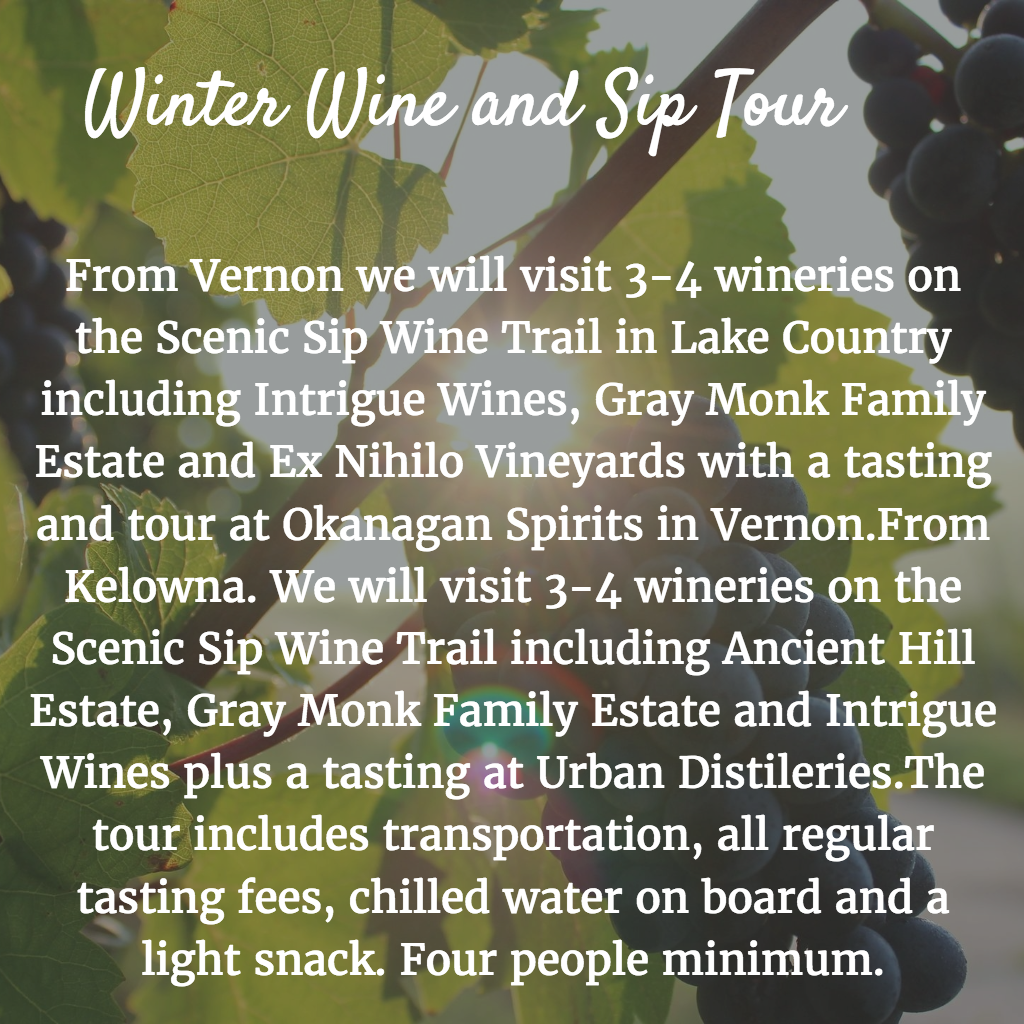 Winter Wine and Sip Tour
From Vernon we will visit 3-4 wineries on
the Scenic Sip Wine Trail in Lake Country
including Intrigue Wines, Gray Monk Family
Estate and Ex Nihilo Vineyards with a tasting
and tour at Okanagan Spirits in Vernon.From
Kelowna. We will visit 3-4 wineries on the
Scenic Sip Wine Trail including Ancient Hill
Estate, Gray Monk Family Estate and Intrigue
Wines plus a tasting at Urban Distileries.The
tour includes transportation, all regular
tasting fees, chilled water on board and a
light snack. Four people minimum.